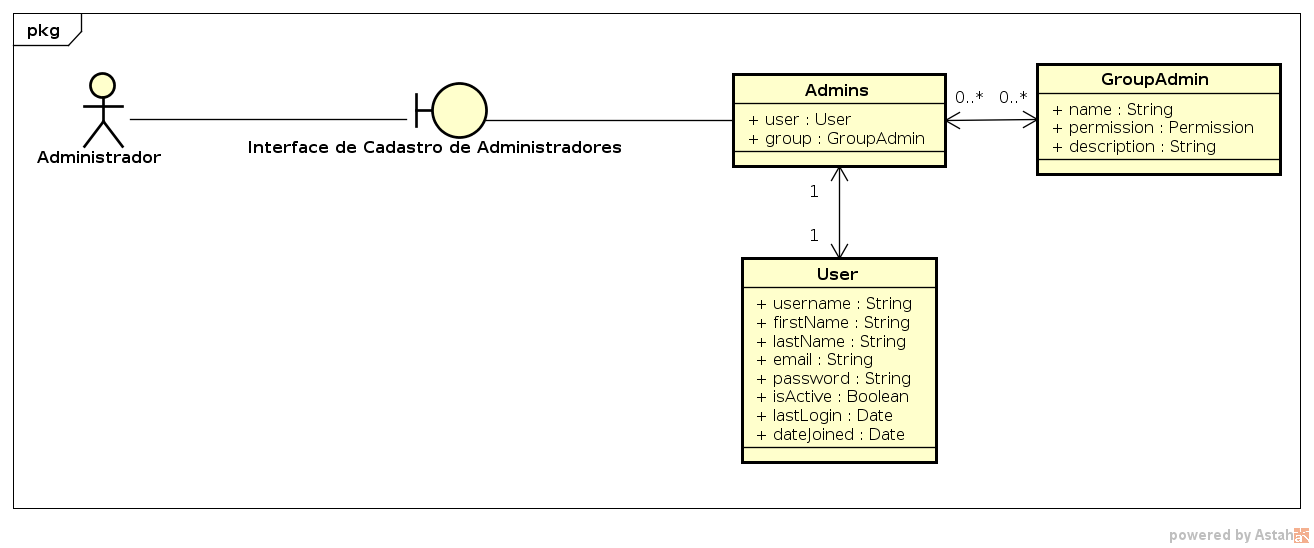 pkg
Administrador
Interface de Cadastro de Administradores
Admins
+ user : User
+ group : GroupAdmin
0..* 0..*
GroupAdmin
+ name : String
+ permission : Permission
+ description : String
1
1
User
+ username : String
+ firstName : String
+ lastName : String
+ email : String
+ password : String
+ isActive : Boolean
+ lastLogin : Date
+ dateJoined : Date
powered by Astah